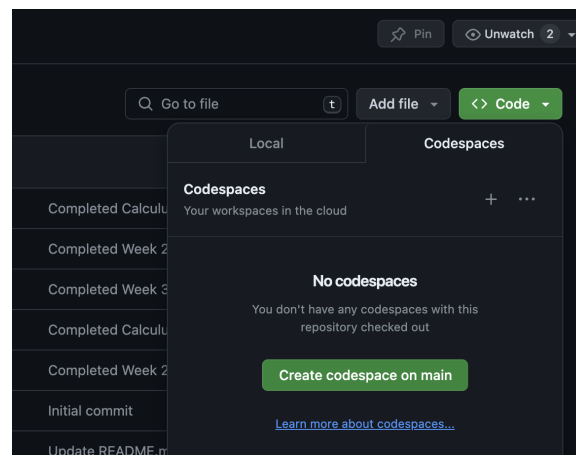 Pin
Unwatch 2
Go to file t
Add file
<> Code
Local Codespaces
Codespaces
Your workspaces in the cloud
Completed Calculu
Completed Week 2
Completed Week 3
Completed Calculu
Completed Week 2
Initial commit
Update README.m
No codespaces
You don't have any codespaces with this
repository checked out
Create codespace on main
Learn more about codespaces...